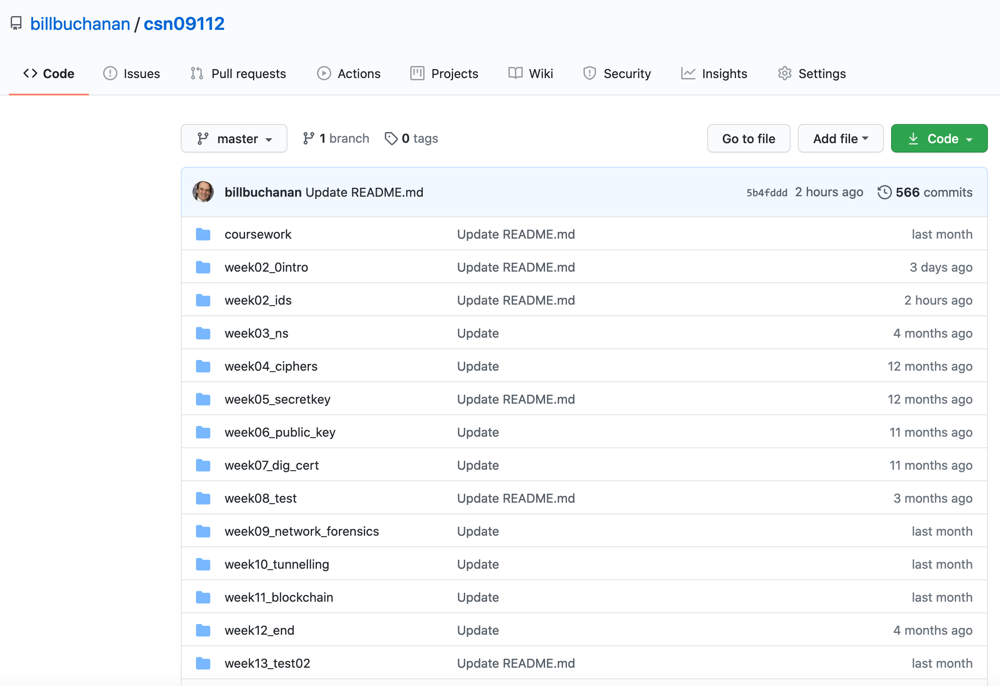 billbuchanan / csn09112
Code Issues Pull requests Actions Projects Wiki Security Insights Settings
master 1 branch 0 tags Go to file Add file Code
billbuchanan Update README.md 5b4fddd 2 hours ago 566 commits
coursework Update README.md last month
week02_0intro Update README.md 3 days ago
week02_ids Update README.md 2 hours ago
week03_ns Update 4 months ago
week04_ciphers Update 12 months ago
week05_secretkey Update README.md 12 months ago
week06_public_key Update 11 months ago
week07_dig_cert Update 11 months ago
week08_test Update README.md 3 months ago
week09_network_forensics Update last month
week10_tunnelling Update last month
week11_blockchain Update last month
week12_end Update 4 months ago
week13_test02 Update README.md last month